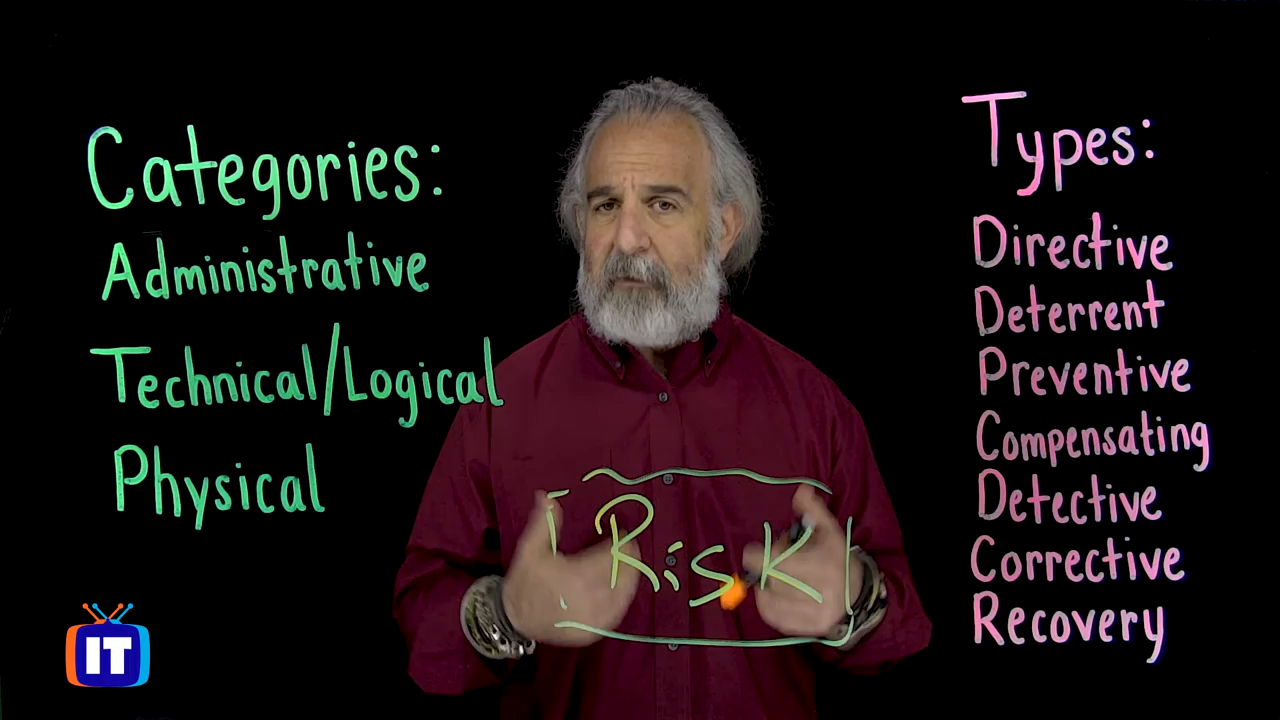 Categories:
Administrative
Technical/Logical
Physical
Risk
Types:
Directive
Deterrent
Preventive
Compensating
Detective
Corrective
Recovery
IT